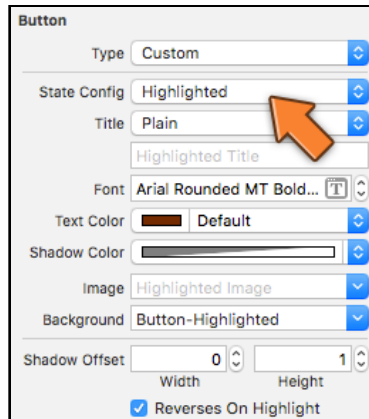 Button
Type Custom
State Config Highlighted
Title Plain
Highlighted Title
Font Arial Rounded MT Bold... T
Text Color Default
Shadow Color
Image Highlighted Image
Background Button-Highlighted
Shadow Offset 0 1
Width Height
Reverses On Highlight